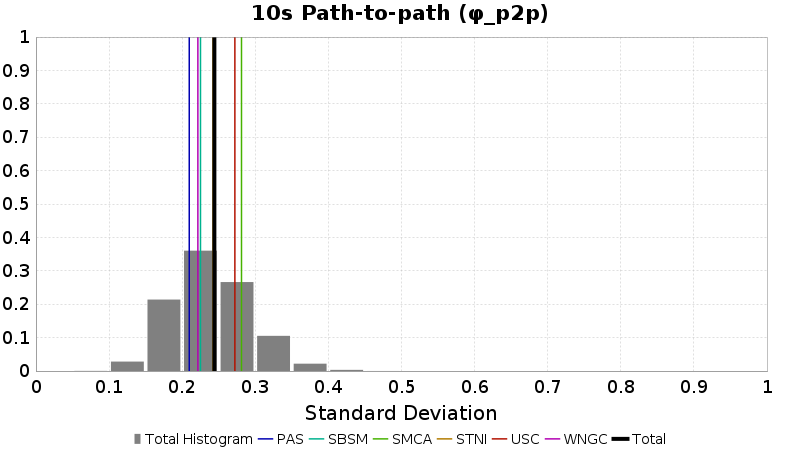 10s Path-to-path (φ_p2p)
1
0.9
0.8
0.7
0.6
0.5
0.4
0.3
0.2
0.1
0
0 0.1 0.2 0.3 0.4 0.5 0.6 0.7 0.8 0.9 1
Standard Deviation
Total Histogram PAS SBSM SMCA STNI USC WNGC Total